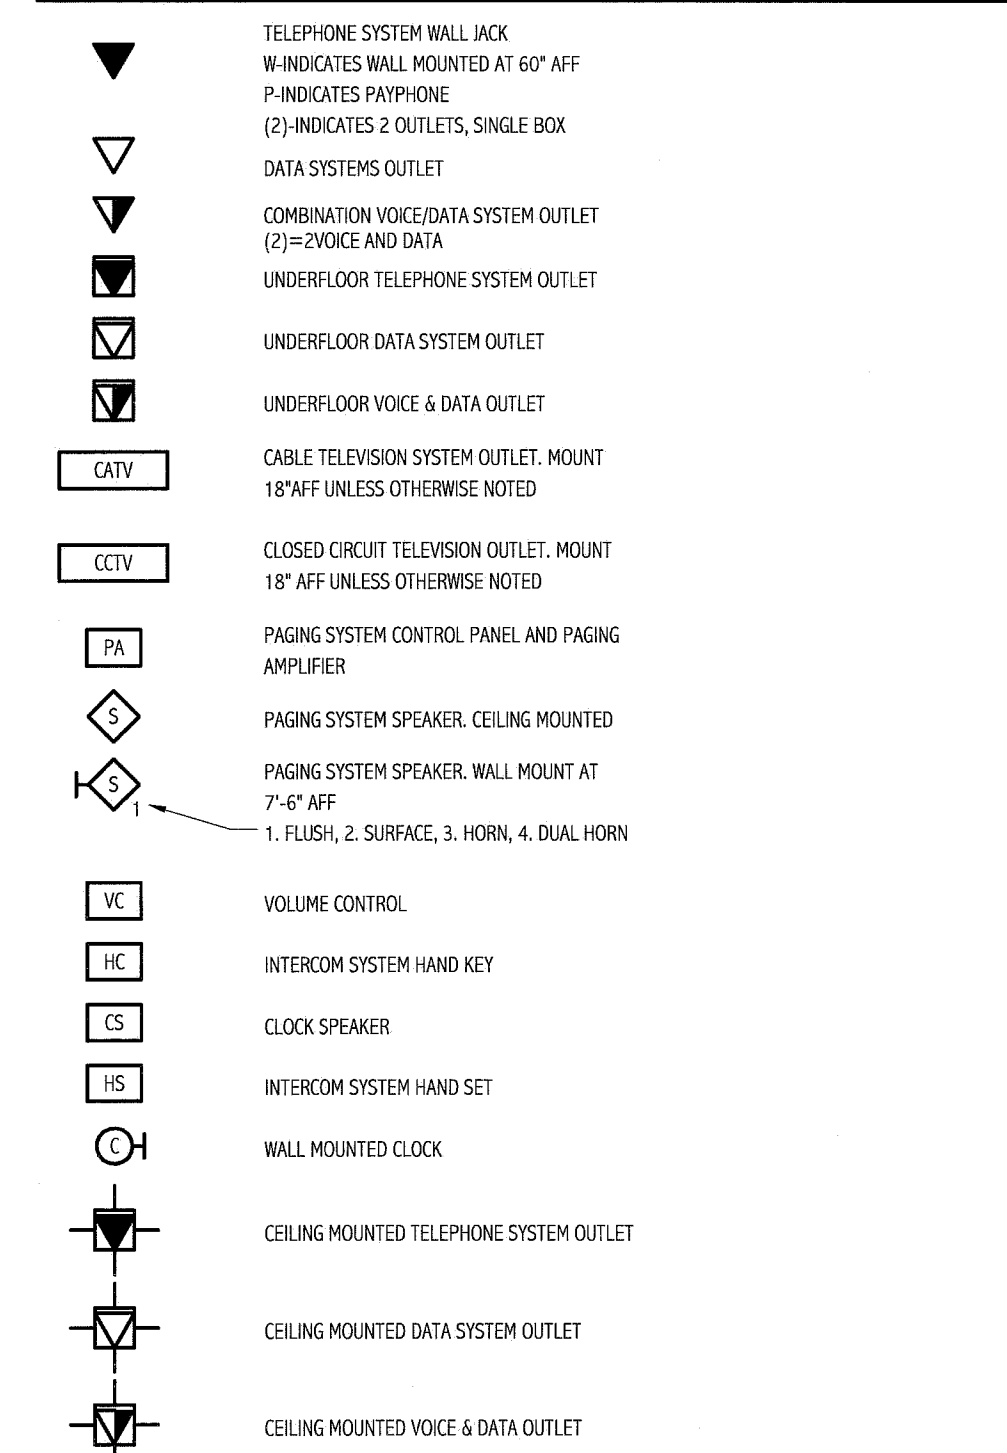 TELEPHONE SYSTEM WALL JACK
W-INDICATES WALL MOUNTED AT 60" AFF
P-INDICATES PAYPHONE
(2)-INDICATES 2 OUTLETS, SINGLE BOX
DATA SYSTEMS OUTLET
COMBINATION VOICE/DATA SYSTEM OUTLET
(2)=2VOICE AND DATA
UNDERFLOOR TELEPHONE SYSTEM OUTLET
UNDERFLOOR DATA SYSTEM OUTLET
UNDERFLOOR VOICE & DATA OUTLET
CATV
CABLE TELEVISION SYSTEM OUTLET. MOUNT
18"AFF UNLESS OTHERWISE NOTED
CCTV
CLOSED CIRCUIT TELEVISION OUTLET. MOUNT
18" AFF UNLESS OTHERWISE NOTED
PA
PAGING SYSTEM CONTROL PANEL AND PAGING
AMPLIFIER
S
PAGING SYSTEM SPEAKER. CEILING MOUNTED
S
1
PAGING SYSTEM SPEAKER. WALL MOUNT AT
7'-6" AFF
1. FLUSH, 2. SURFACE, 3. HORN, 4. DUAL HORN
VC
VOLUME CONTROL
HC
INTERCOM SYSTEM HAND KEY
CS
CLOCK SPEAKER
HS
INTERCOM SYSTEM HAND SET
C
WALL MOUNTED CLOCK
CEILING MOUNTED TELEPHONE SYSTEM OUTLET
CEILING MOUNTED DATA SYSTEM OUTLET
CEILING MOUNTED VOICE & DATA OUTLET